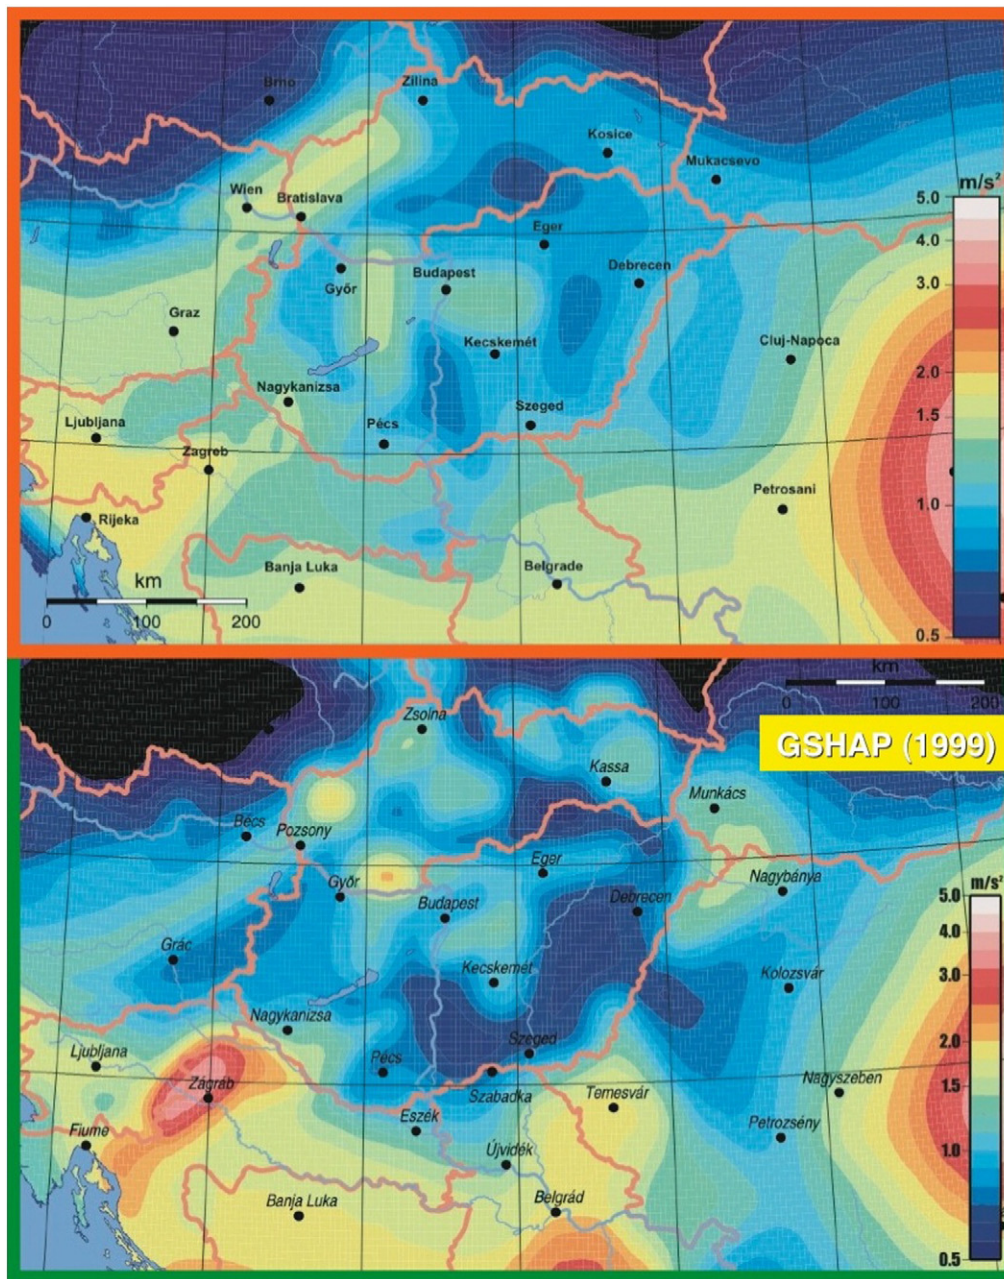 Brno
Zilina
Kosice
Mukacsevo
Wien
Bratislava
m/s²
5.0
4.0
3.0
2.0
1.5
1.0
0.5
Eger
Győr
Budapest
Debrecen
Graz
Kecskemét
Cluj-Napoca
Nagykanizsa
Szeged
Ljubljana
Pécs
Zagreb
Petrosani
Rijeka
Banja Luka
Belgrade
km
0 100 200
km
0 100 200
GSHAP (1999)
Zsolna
Kassa
Munkács
Bécs
Pozsony
Eger
Nagybánya
Győr
Budapest
Debrecen
m/s²
5.0
4.0
3.0
2.0
1.5
1.0
0.5
Grác
Kecskemét
Kolozsvár
Nagykanizsa
Szeged
Ljubljana
Pécs
Zágráb
Szabadka
Temesvár
Nagyszeben
Fiume
Eszék
Petrozsény
Újvidék
Banja Luka
Belgrád